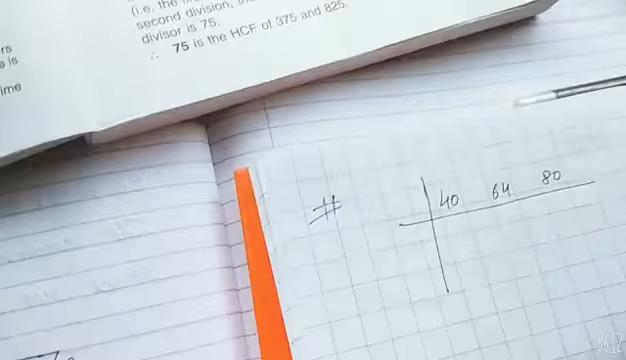 (i.e. the
second division, the
divisor is 75.
∴ 75 is the HCF of 375 and 825.
rs
is
ime
# 40 64 80